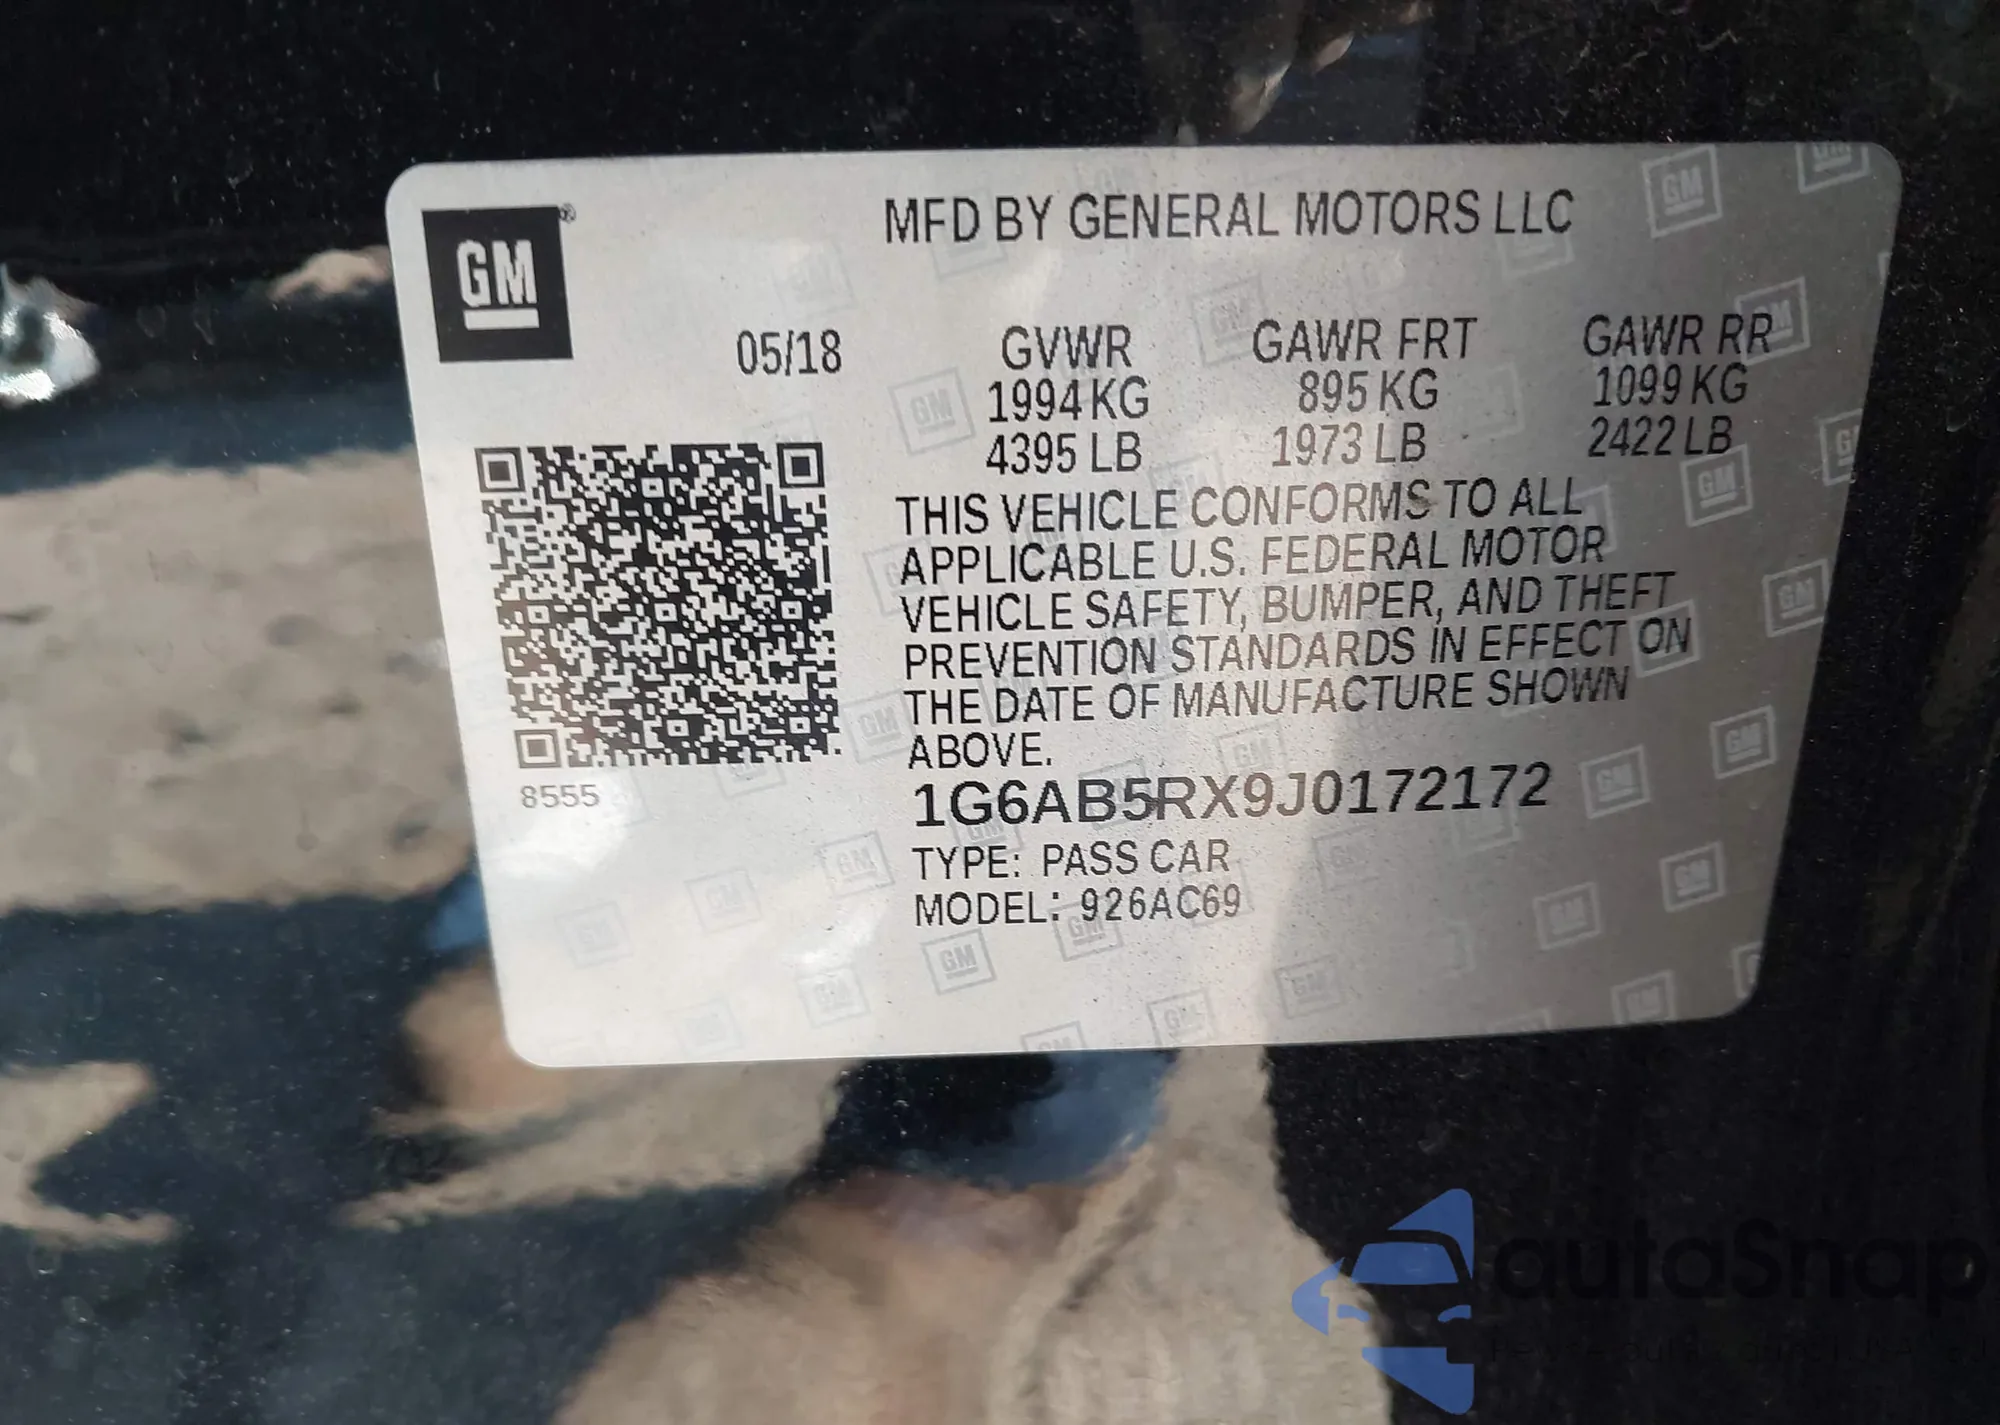 GM®
MFD BY GENERAL MOTORS LLC
05/18
GVWR GAWR FRT GAWR RR
1994 KG 895 KG 1099 KG
4395 LB 1973 LB 2422 LB
THIS VEHICLE CONFORMS TO ALL
APPLICABLE U.S. FEDERAL MOTOR
VEHICLE SAFETY, BUMPER, AND THEFT
PREVENTION STANDARDS IN EFFECT ON
THE DATE OF MANUFACTURE SHOWN
ABOVE.
8555
1G6AB5RX9J0172172
TYPE: PASS CAR
MODEL: 926AC69
autoSnap